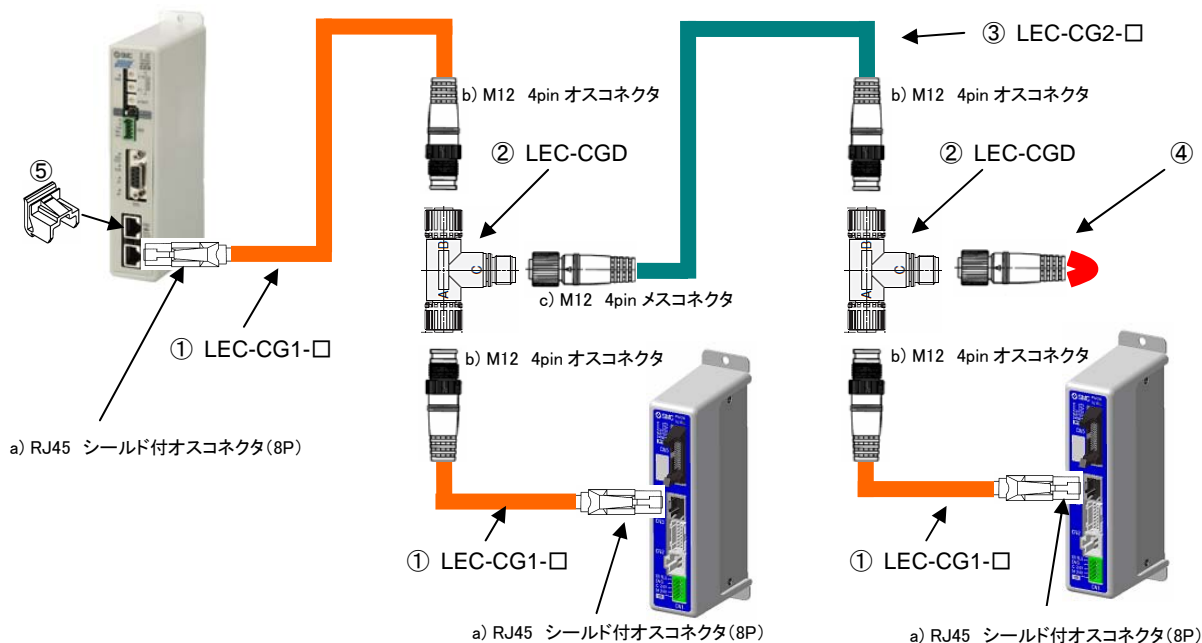 ③ LEC-CG2-□
b) M12 4pin オスコネクタ
b) M12 4pin オスコネクタ
② LEC-CGD
② LEC-CGD
④
⑤
SMC
B
C
A
B
C
A
c) M12 4pin メスコネクタ
① LEC-CG1-□
b) M12 4pin オスコネクタ
b) M12 4pin オスコネクタ
a) RJ45 シールド付オスコネクタ(8P)
SMC
SMC
① LEC-CG1-□
① LEC-CG1-□
CN1
CN1
a) RJ45 シールド付オスコネクタ(8P)
a) RJ45 シールド付オスコネクタ(8P)